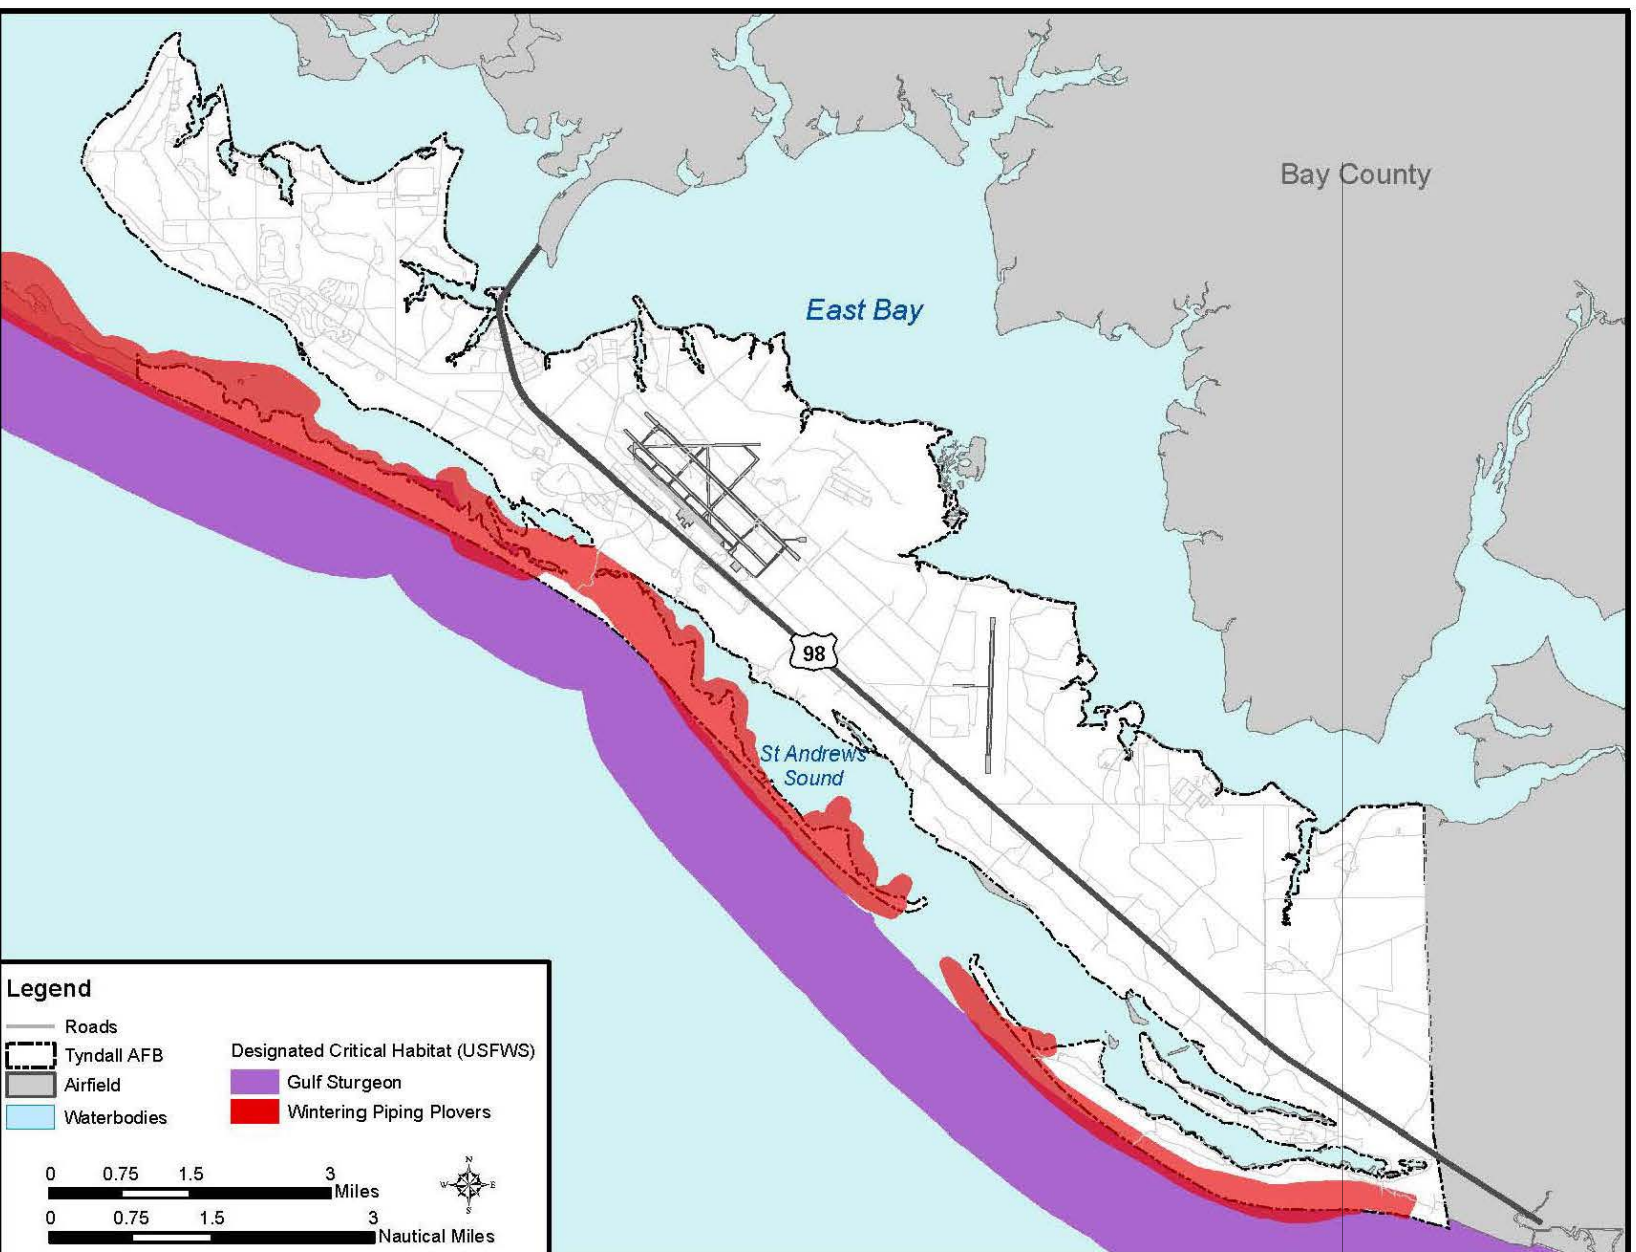 Bay County
East Bay
98
St Andrews
Sound
Legend
Roads
Tyndall AFB
Airfield
Waterbodies
Designated Critical Habitat (USFWS)
Gulf Sturgeon
Wintering Piping Plovers
0 0.75 1.5 3
Miles
0 0.75 1.5 3
Nautical Miles
N
W E
S